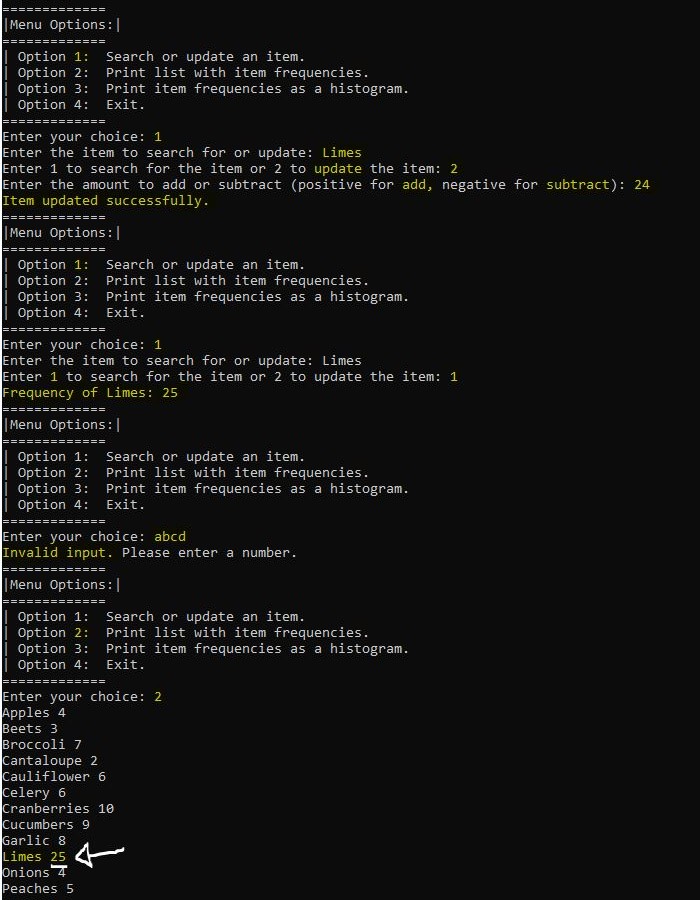 =============
|Menu Options:|
=============
| Option 1:  Search or update an item.
| Option 2:  Print list with item frequencies.
| Option 3:  Print item frequencies as a histogram.
| Option 4:  Exit.
=============
Enter your choice: 1
Enter the item to search for or update: Limes
Enter 1 to search for the item or 2 to update the item: 2
Enter the amount to add or subtract (positive for add, negative for subtract): 24
Item updated successfully.
=============
|Menu Options:|
=============
| Option 1:  Search or update an item.
| Option 2:  Print list with item frequencies.
| Option 3:  Print item frequencies as a histogram.
| Option 4:  Exit.
=============
Enter your choice: 1
Enter the item to search for or update: Limes
Enter 1 to search for the item or 2 to update the item: 1
Frequency of Limes: 25
=============
|Menu Options:|
=============
| Option 1:  Search or update an item.
| Option 2:  Print list with item frequencies.
| Option 3:  Print item frequencies as a histogram.
| Option 4:  Exit.
=============
Enter your choice: abcd
Invalid input. Please enter a number.
=============
|Menu Options:|
=============
| Option 1:  Search or update an item.
| Option 2:  Print list with item frequencies.
| Option 3:  Print item frequencies as a histogram.
| Option 4:  Exit.
=============
Enter your choice: 2
Apples 4
Beets 3
Broccoli 7
Cantaloupe 2
Cauliflower 6
Celery 6
Cranberries 10
Cucumbers 9
Garlic 8
Limes 25
Onions 4
Peaches 5